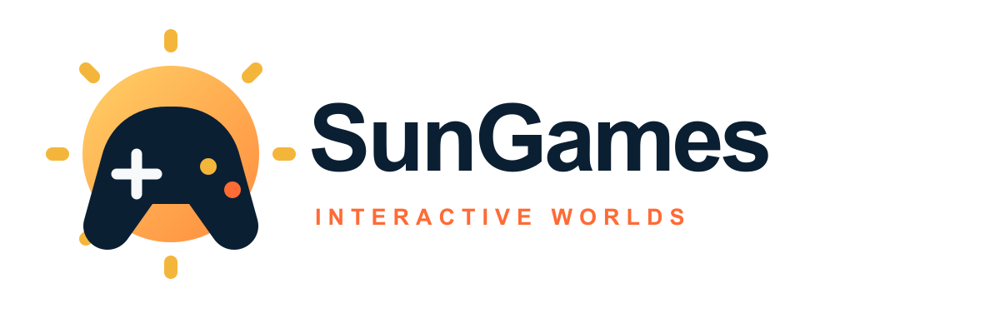 SunGames
INTERACTIVE WORLDS